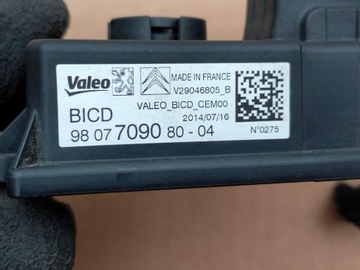 Valeo MADE IN FRANCE
V29046805_B
VALEO_BICD_CEM00
BICD 2014/07/16
98 07 7090 80 - 04 N°0275